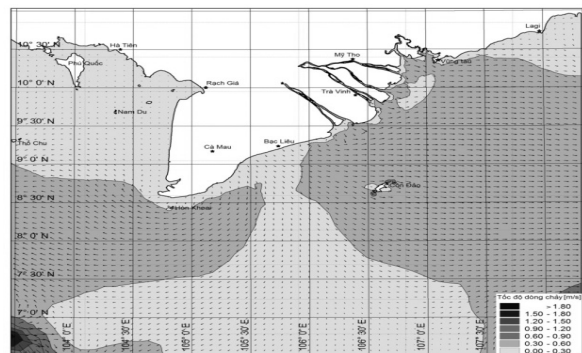 Lagi
10° 30' N
Hà Tiên
Mỹ Tho
Phú Quốc
Vũng tàu
10° 0' N
Rạch Giá
Trà Vinh
Nam Du
9° 30' N
Thổ Chu
Cà Mau
Bạc Liêu
9° 0' N
Côn Đảo
8° 30' N
Hòn Khoai
8° 0' N
7° 30' N
7° 0' N
Tốc độ dòng chảy [m/s]
1.50 - 1.80
1.20 - 1.50
0.90 - 1.20
0.60 - 0.90
0.30 - 0.60
0.00 - 0.30
104° 0' E
104° 30' E
105° 0' E
105° 30' E
106° 0' E
106° 30' E
107° 0' E
107° 30' E